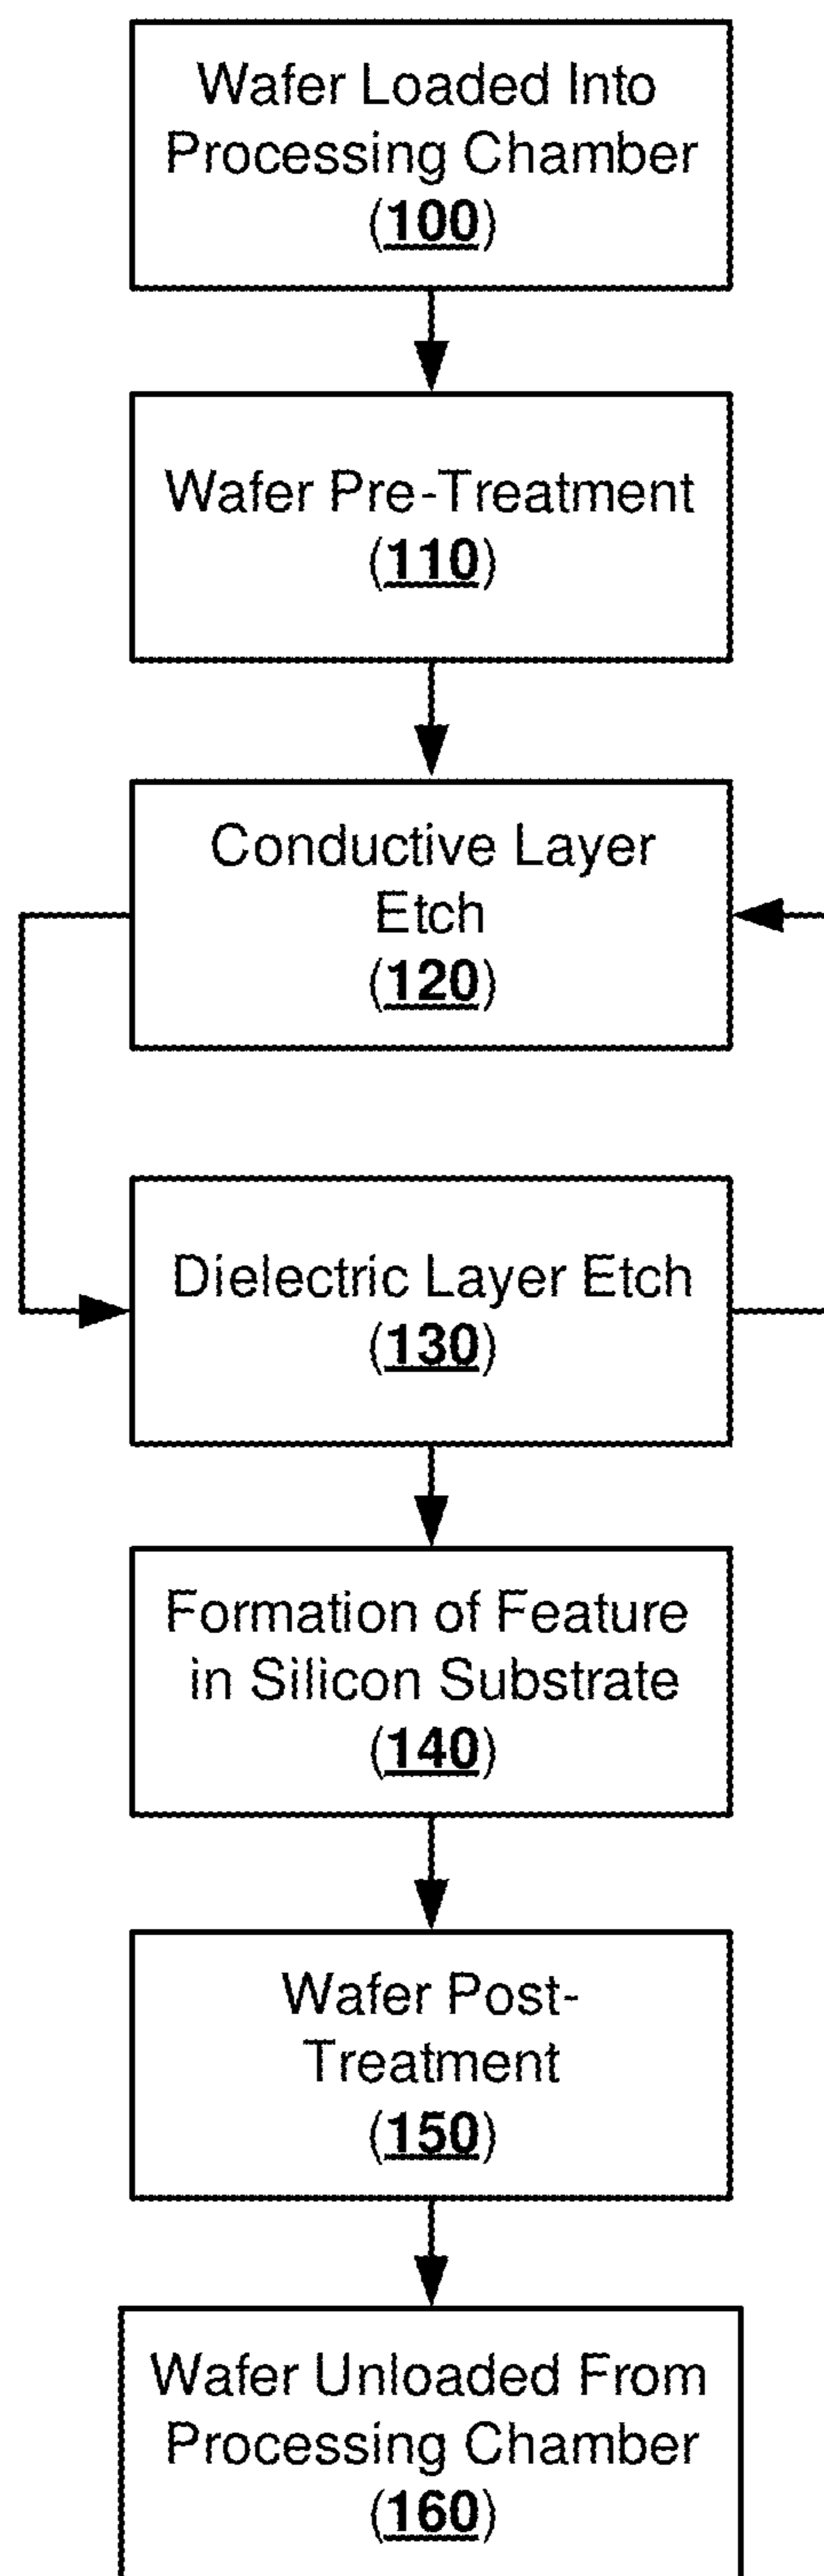 Wafer Loaded Into
Processing Chamber
(100)
Wafer Pre-Treatment
(110)
Conductive Layer
Etch
(120)
Dielectric Layer Etch
(130)
Formation of Feature
in Silicon Substrate
(140)
Wafer Post-
Treatment
(150)
Wafer Unloaded From
Processing Chamber
(160)